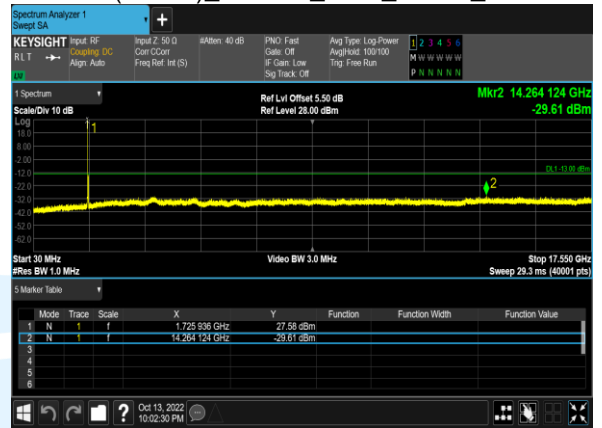 Spectrum Analyzer 1
Swept SA
KEYSIGHT
RLT
LU
Input: RF
Coupling: DC
Align: Auto
Input Z: 50 Ω
Corr CCorr
Freq Ref: Int (S)
#Atten: 40 dB
PNO: Fast
Gate: Off
IF Gain: Low
Sig Track: Off
Avg Type: Log-Power
Avg|Hold: 100/100
Trig: Free Run
1 2 3 4 5 6
M W W W W W
P N N N N N
1 Spectrum
Scale/Div 10 dB
Log
Ref Lvl Offset 5.50 dB
Ref Level 28.00 dBm
Mkr2 14.264 124 GHz
-29.61 dBm
1
18.0
8.00
-2.00
-12.0
DL1 -13.00 dBm
-22.0
2
-32.0
-42.0
-52.0
-62.0
Start 30 MHz
#Res BW 1.0 MHz
Video BW 3.0 MHz
Stop 17.550 GHz
Sweep 29.3 ms (40001 pts)
5 Marker Table
Mode Trace Scale X Y Function Function Width Function Value
1 N 1 f 1.725 936 GHz 27.58 dBm
2 N 1 f 14.264 124 GHz -29.61 dBm
3
4
5
6
Oct 13, 2022
10:02:30 PM